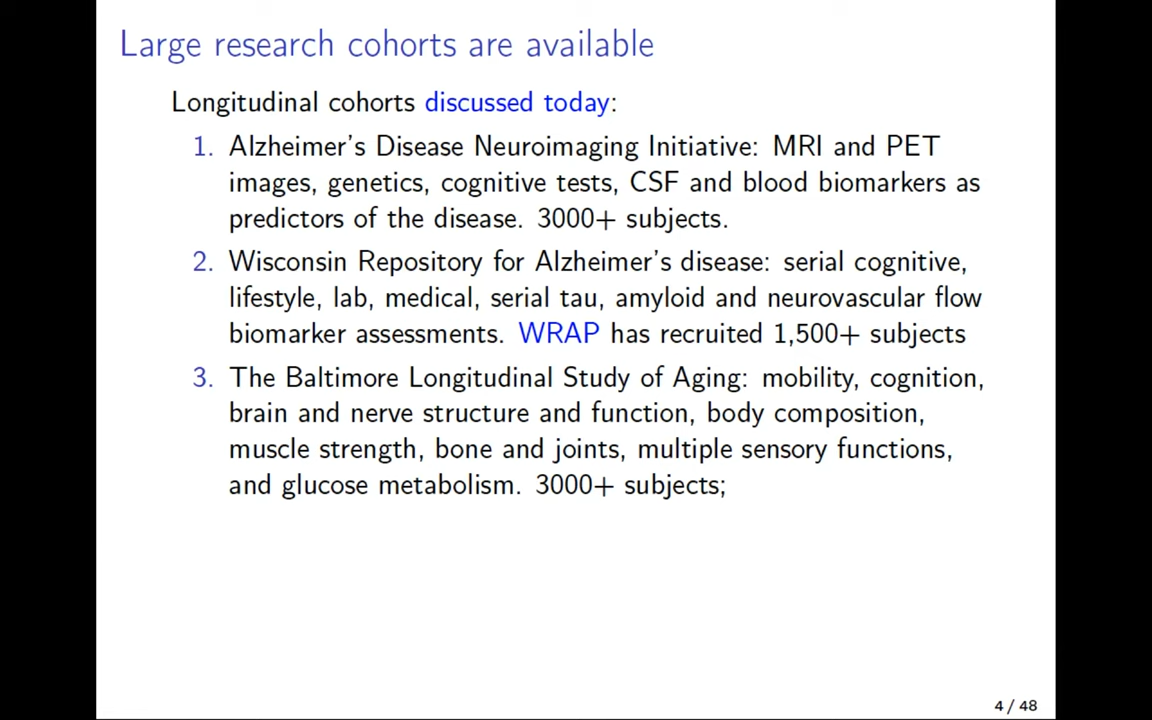 Large research cohorts are available
Longitudinal cohorts discussed today:
1. Alzheimer's Disease Neuroimaging Initiative: MRI and PET
images, genetics, cognitive tests, CSF and blood biomarkers as
predictors of the disease. 3000+ subjects.
2. Wisconsin Repository for Alzheimer's disease: serial cognitive,
lifestyle, lab, medical, serial tau, amyloid and neurovascular flow
biomarker assessments. WRAP has recruited 1,500+ subjects
3. The Baltimore Longitudinal Study of Aging: mobility, cognition,
brain and nerve structure and function, body composition,
muscle strength, bone and joints, multiple sensory functions,
and glucose metabolism. 3000+ subjects;
4 / 48